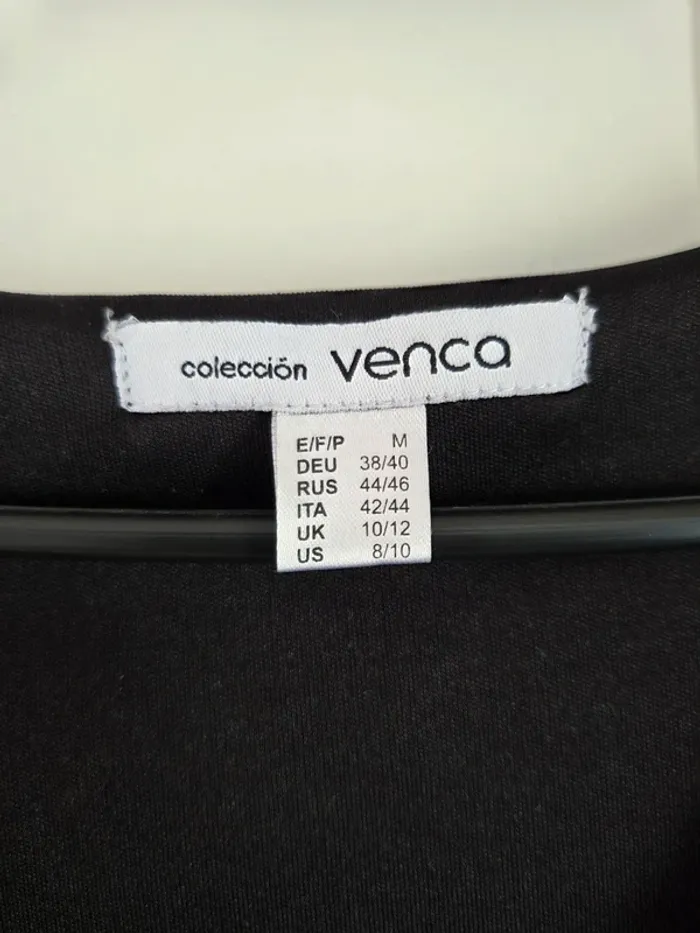 colección venca
E/F/P M
DEU 38/40
RUS 44/46
ITA 42/44
UK 10/12
US 8/10